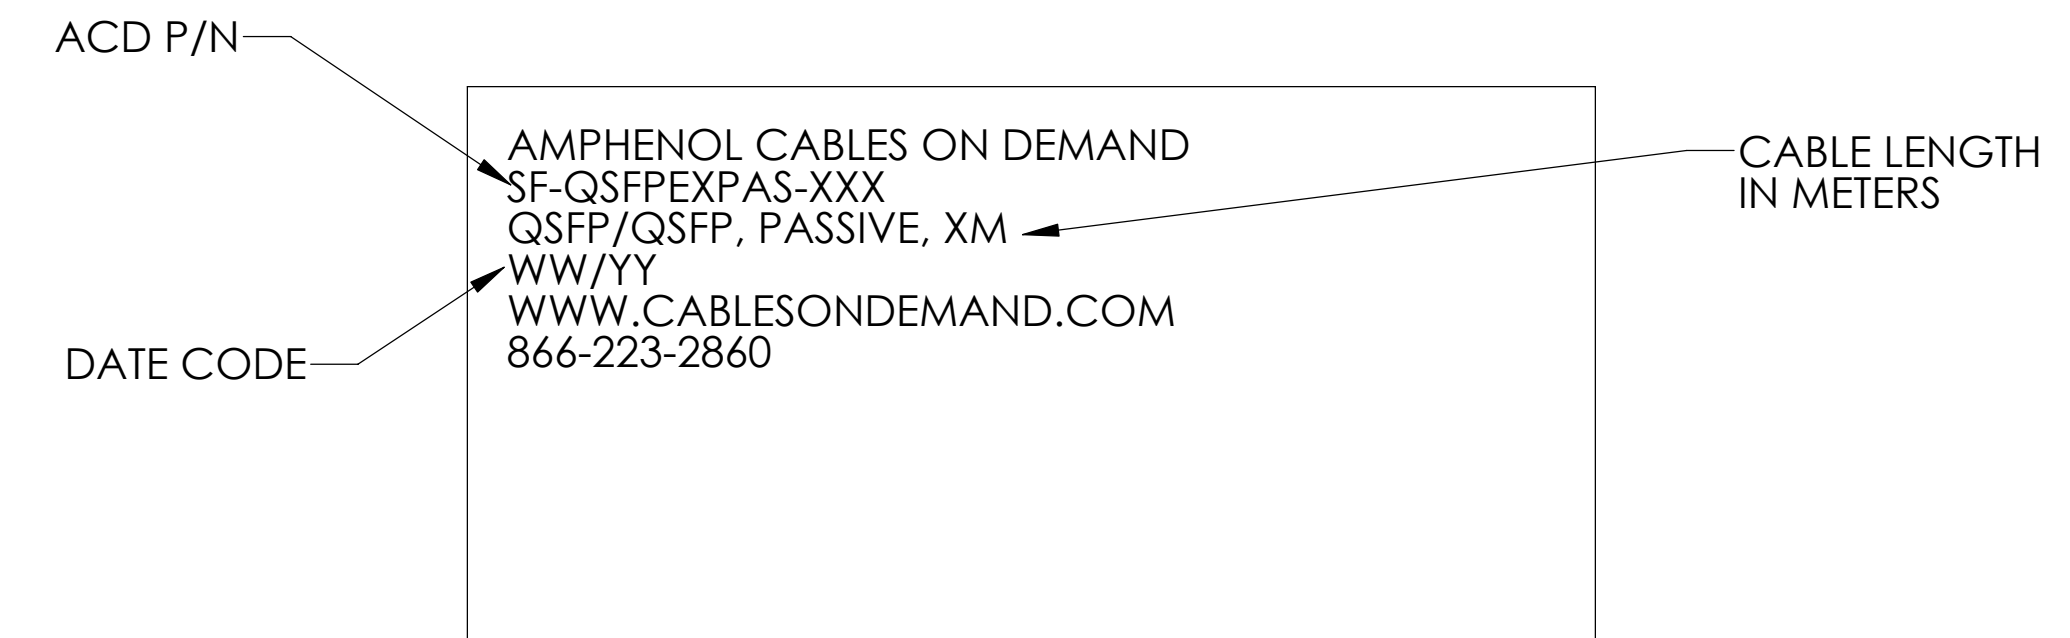 ACD P/N
AMPHENOL CABLES ON DEMAND
SF-QSFPEXPAS-XXX
QSFP/QSFP, PASSIVE, XM
WW/YY
WWW.CABLESONDEMAND.COM
866-223-2860
CABLE LENGTH
IN METERS
DATE CODE